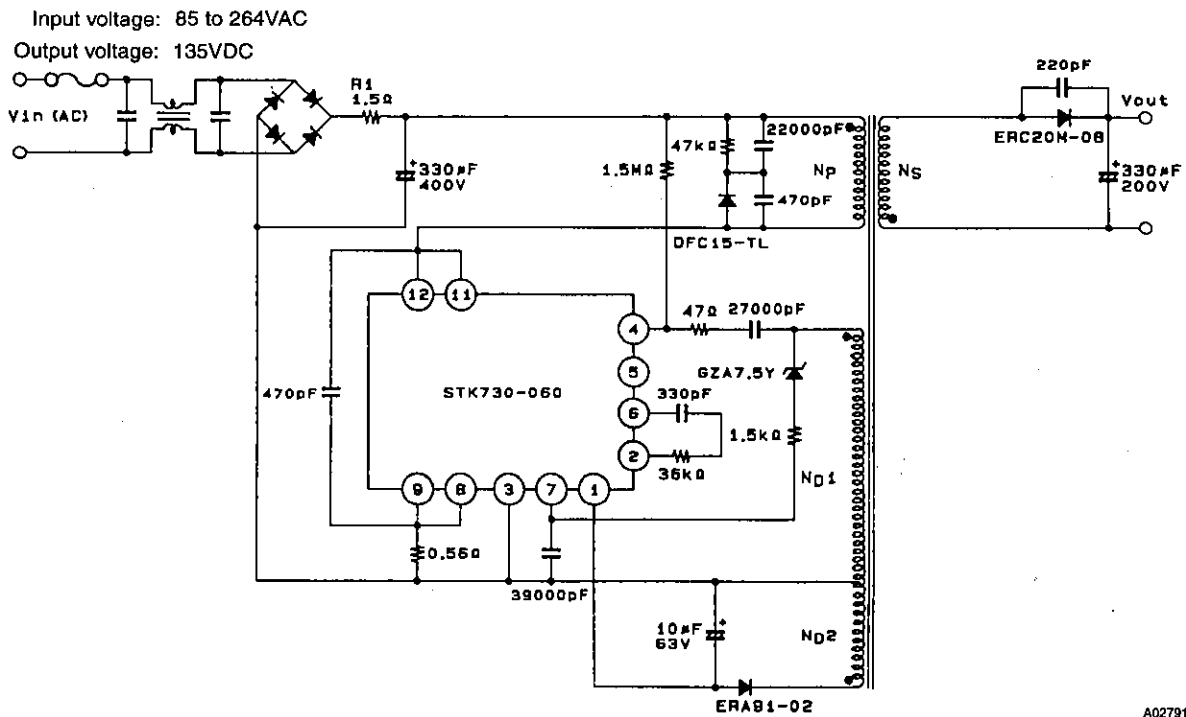 Input voltage: 85 to 264VAC
Output voltage: 135VDC
Vin (AC)
R1
1.5Ω
330μF
400V
1.5MΩ
47kΩ
22000pF
470pF
DFC15-TL
NP
NS
220pF
ERC20M-08
Vout
330μF
200V
12
11
4
5
6
2
9
8
3
7
1
STK730-060
470pF
47Ω
27000pF
GZA7.5Y
330pF
1.5kΩ
36kΩ
ND1
0.56Ω
39000pF
10μF
63V
ND2
ERA91-02
A02791